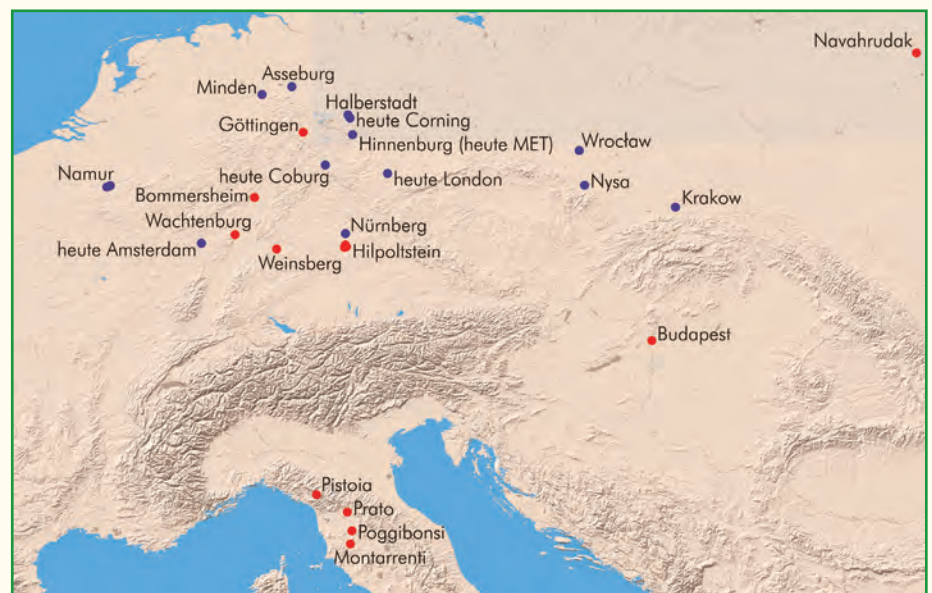 Navahrudak
Asseburg
Minden
Halberstadt
heute Corning
Göttingen
Hinnenburg (heute MET)
Wrocław
Namur
heute Coburg
heute London
Nysa
Bommersheim
Krakow
Wachtenburg
Nürnberg
heute Amsterdam
Hilpoltstein
Weinsberg
Budapest
Pistoia
Prato
Poggibonsi
Montarrenti